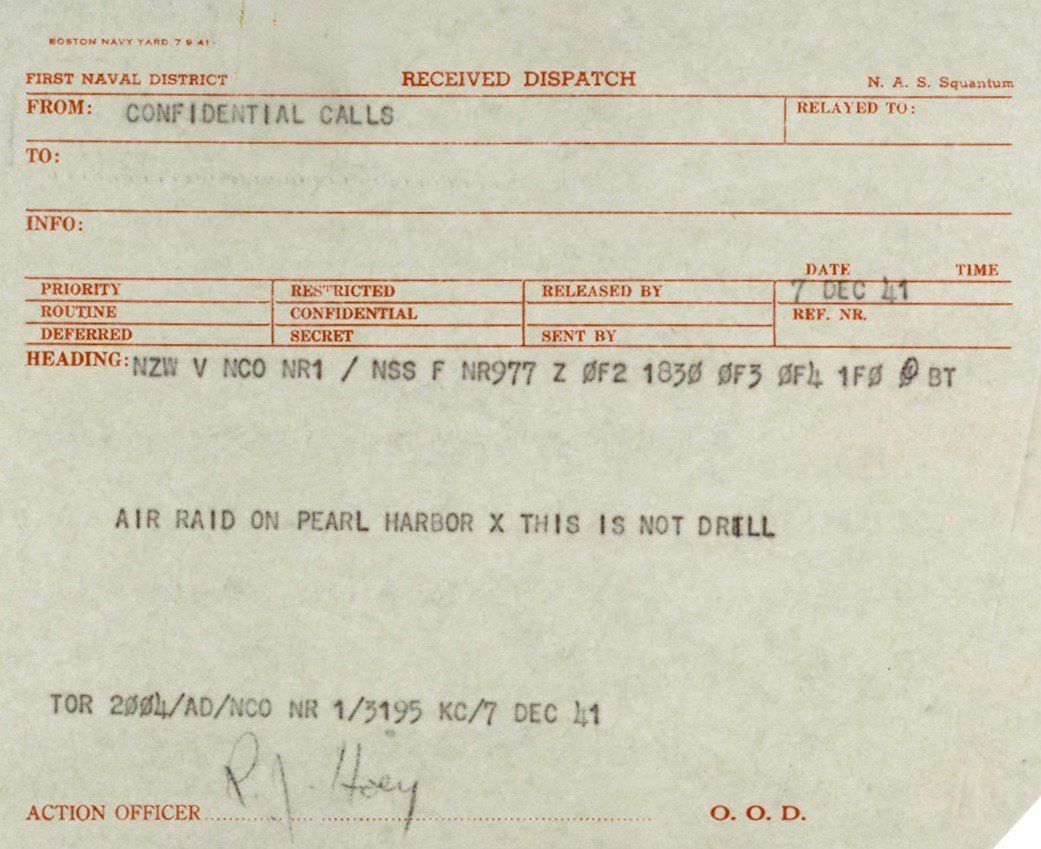 BOSTON NAVY YARD 7 9 41
FIRST NAVAL DISTRICT RECEIVED DISPATCH N. A. S. Squantum
FROM: CONFIDENTIAL CALLS RELAYED TO:
TO:
INFO:
DATE TIME
PRIORITY RESTRICTED RELEASED BY 7 DEC 41
ROUTINE CONFIDENTIAL REF. NR.
DEFERRED SECRET SENT BY
HEADING: NZW V NCO NR1 / NSS F NR977 Z ØF2 183Ø ØF3 ØF4 1FØ Ø BT
AIR RAID ON PEARL HARBOR X THIS IS NOT DRILL
TOR 2ØØ4/AD/NCO NR 1/3195 KC/7 DEC 41
R. J. Hoey
ACTION OFFICER O. O. D.